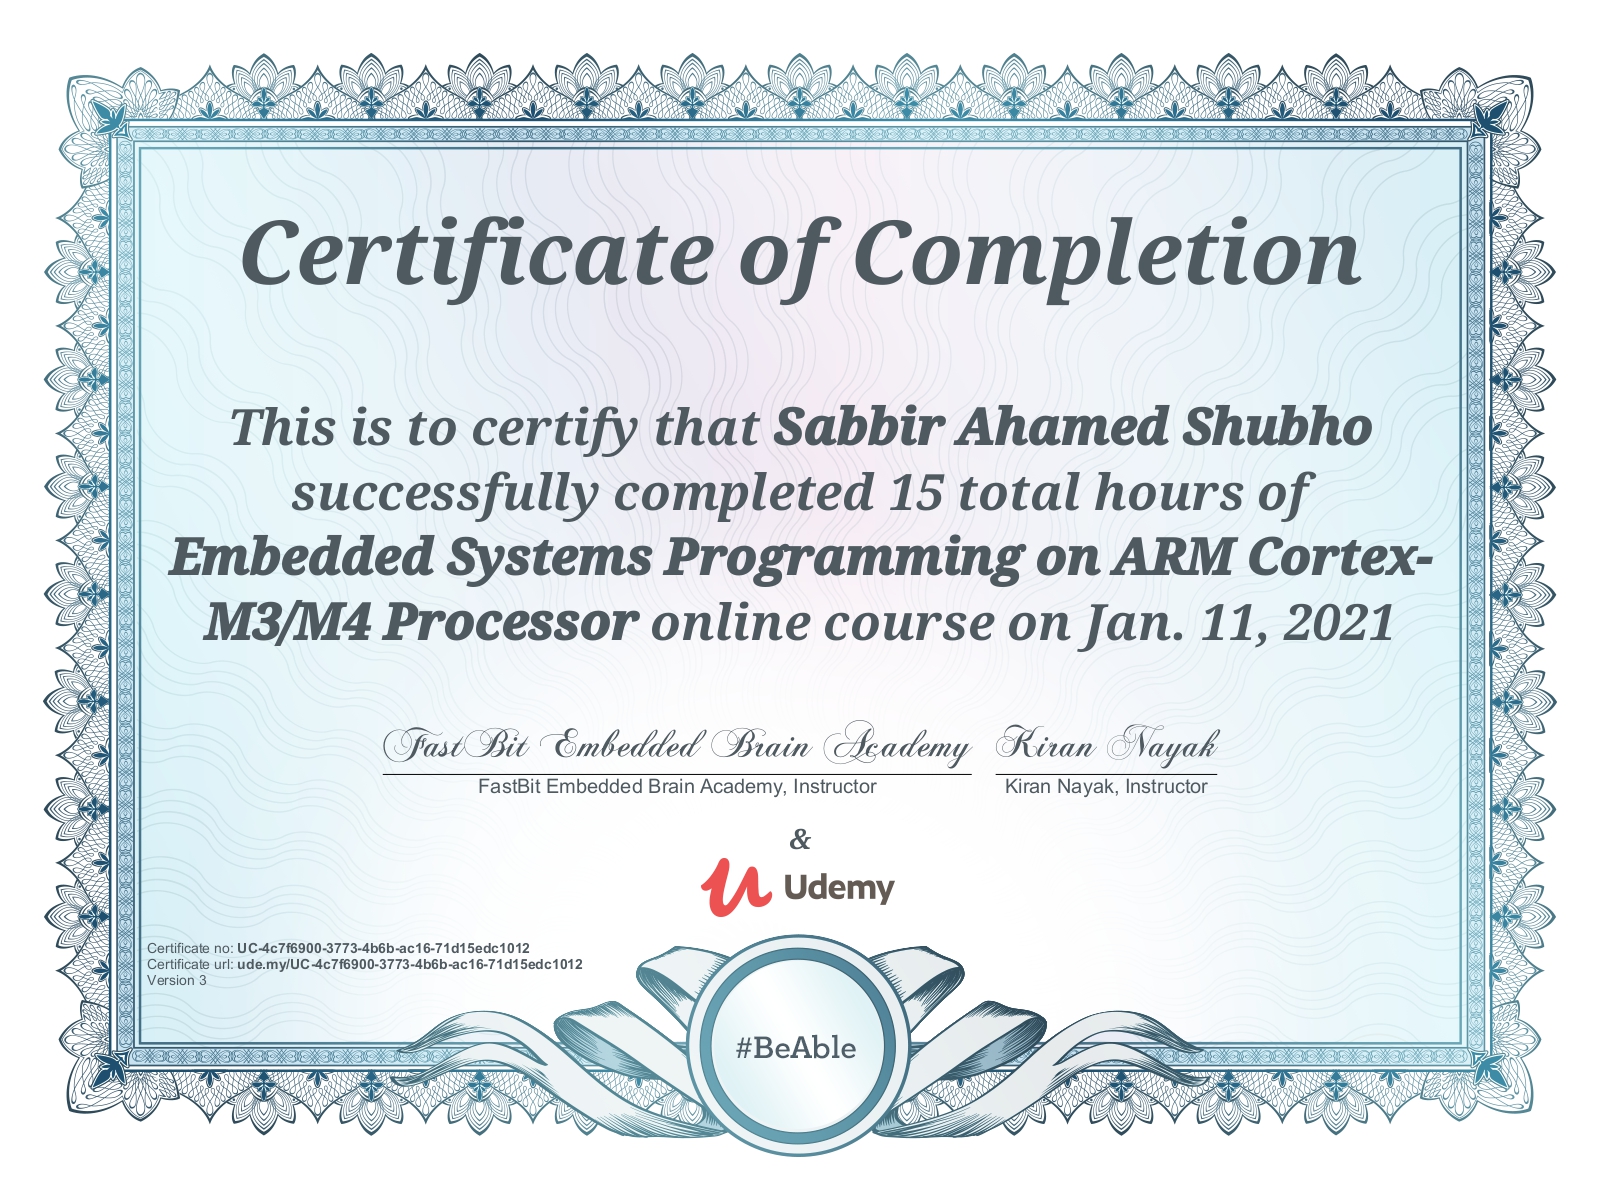 Certificate of Completion
This is to certify that Sabbir Ahamed Shubho
successfully completed 15 total hours of
Embedded Systems Programming on ARM Cortex-
M3/M4 Processor online course on Jan. 11, 2021
FastBit Embedded Brain Academy Kiran Nayak
FastBit Embedded Brain Academy, Instructor Kiran Nayak, Instructor
&
Udemy
Certificate no: UC-4c7f6900-3773-4b6b-ac16-71d15edc1012
Certificate url: ude.my/UC-4c7f6900-3773-4b6b-ac16-71d15edc1012
Version 3
#BeAble